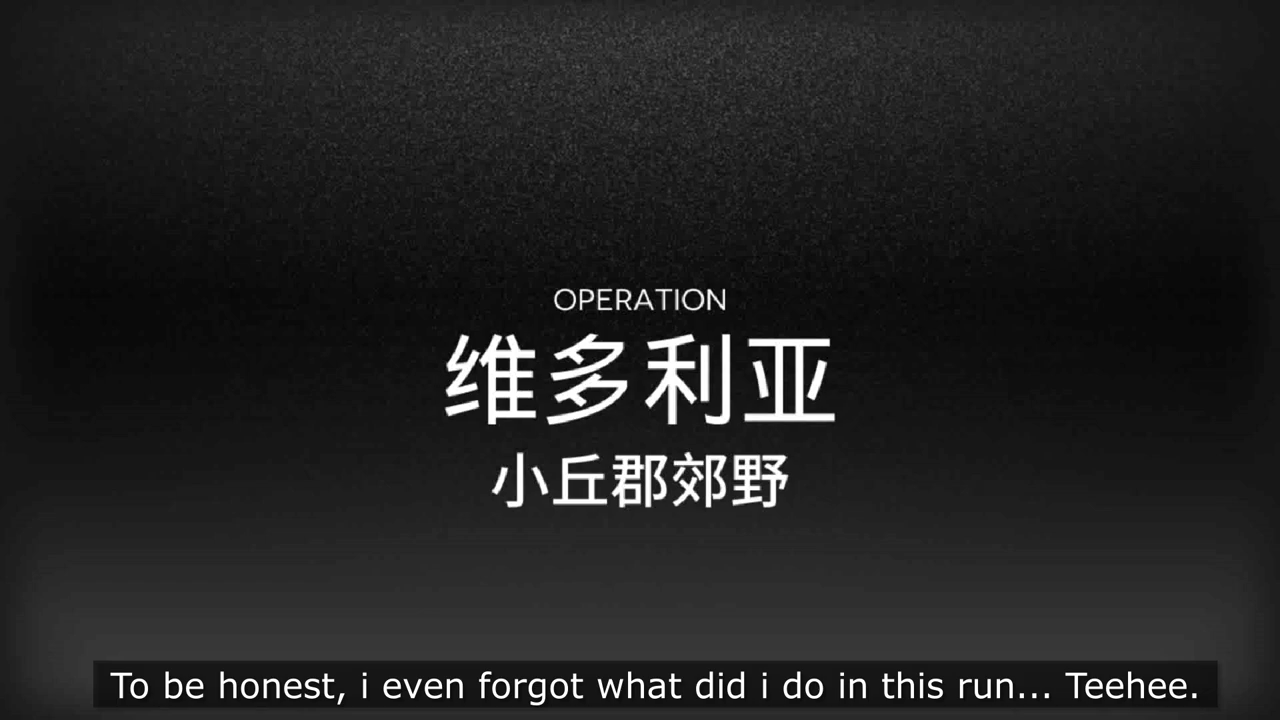 OPERATION
维多利亚
小丘郡郊野
To be honest, i even forgot what did i do in this run... Teehee.